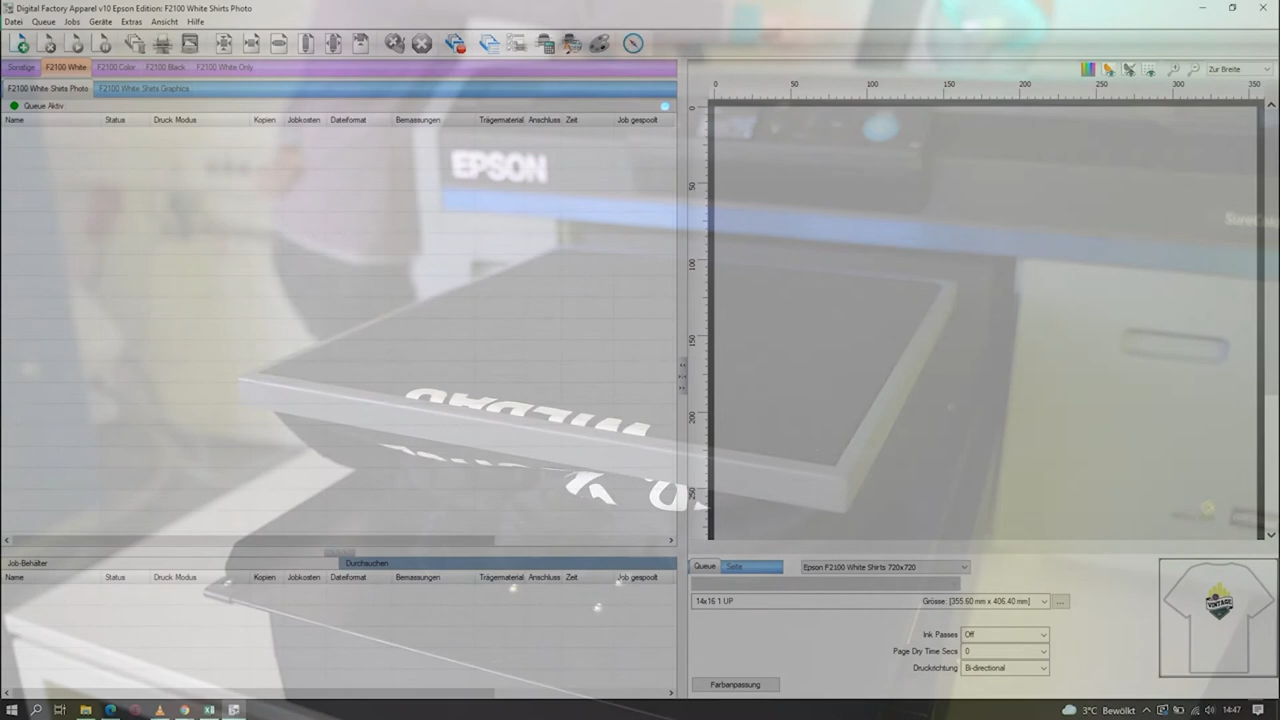 Digital Factory Apparel v10 Epson Edition: F2100 White Shirts Photo
Datei Queue Jobs Geräte Extras Ansicht Hilfe
Sonstige F2100 White F2100 Color F2100 Black F2100 White Only
Zur Breite
F2100 White Shirts Photo F2100 White Shirts Graphics
0 50 100 150 200 250 300 350
Queue Aktiv
Name Status Druck Modus Kopien Jobkosten Dateiformat Bemassungen Trägermaterial Anschluss Zeit Job gespoolt
0
50
100
150
200
250
EPSON
SureColor
Job-Behälter Durchsuchen
Name Status Druck Modus Kopien Jobkosten Dateiformat Bemassungen Trägermaterial Anschluss Zeit Job gespoolt
Queue Seite Epson F2100 White Shirts 720x720
14x16 1 UP Grösse: [355.60 mm x 406.40 mm] ...
Ink Passes Off
Page Dry Time Secs 0
Druckrichtung Bi-directional
Farbanpassung
VINTAGE
3°C Bewölkt 14:47